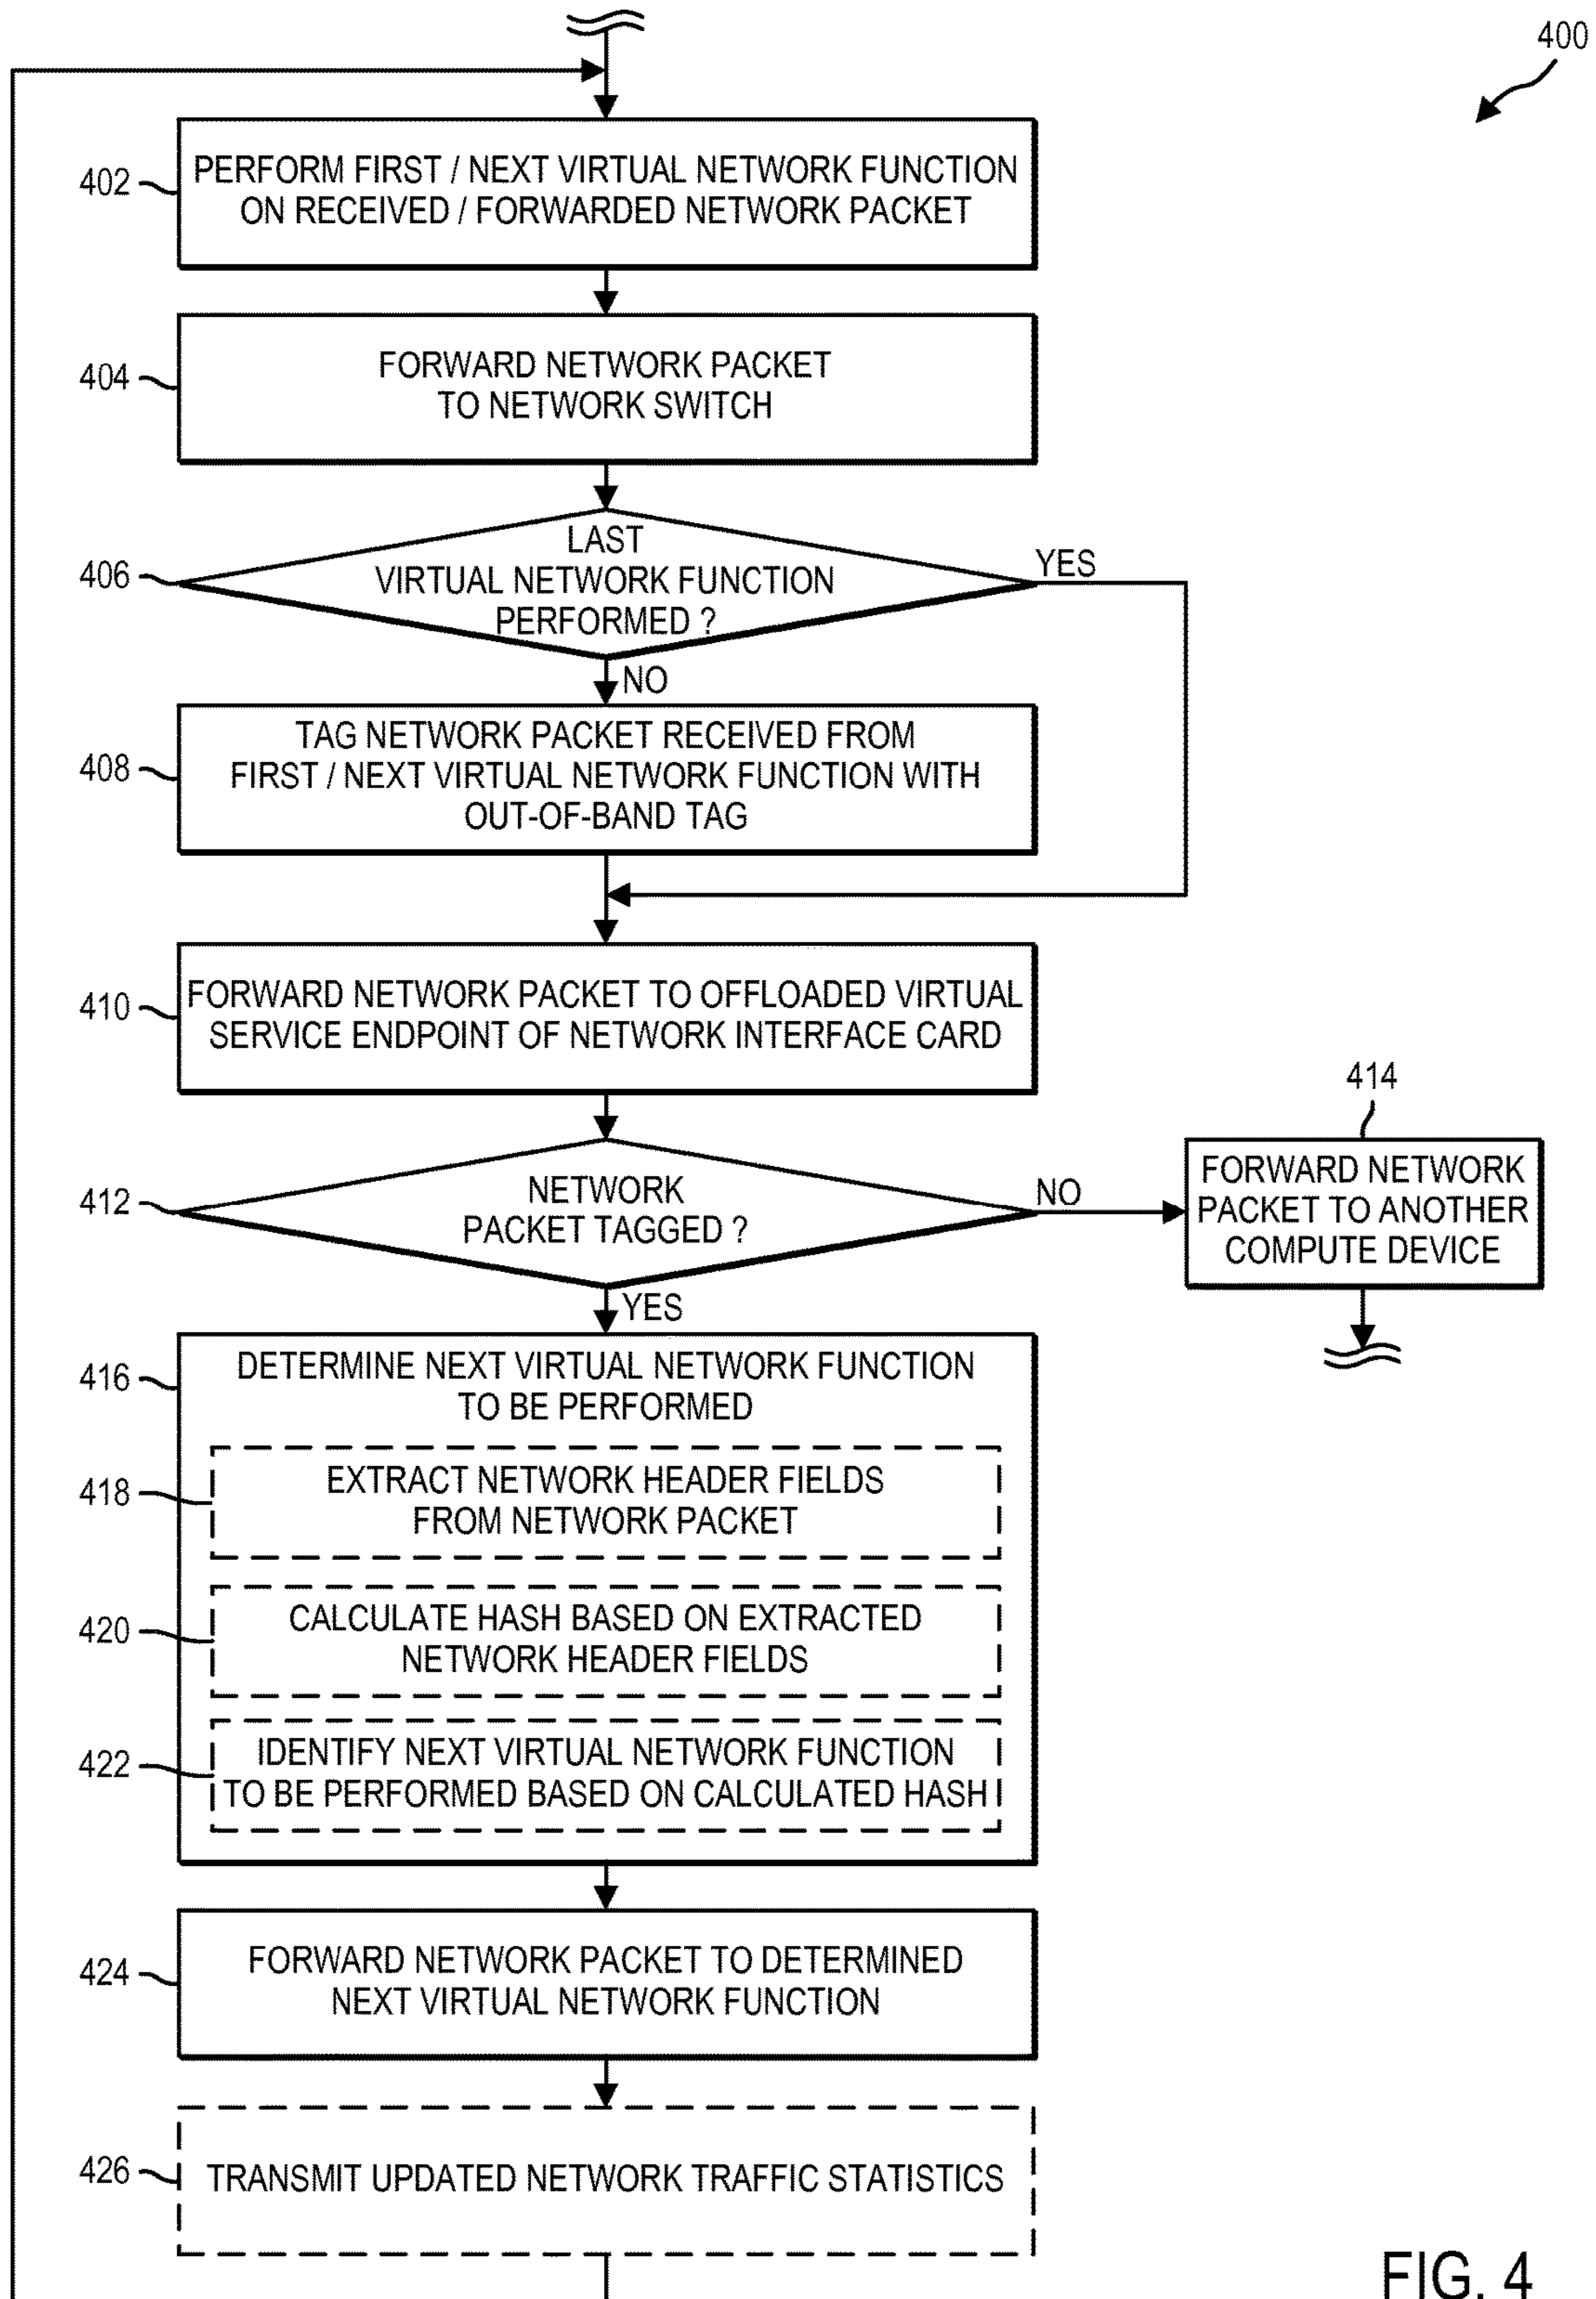 400
402
PERFORM FIRST / NEXT VIRTUAL NETWORK FUNCTION
ON RECEIVED / FORWARDED NETWORK PACKET
404
FORWARD NETWORK PACKET
TO NETWORK SWITCH
406
LAST
VIRTUAL NETWORK FUNCTION
PERFORMED ?
YES
NO
408
TAG NETWORK PACKET RECEIVED FROM
FIRST / NEXT VIRTUAL NETWORK FUNCTION WITH
OUT-OF-BAND TAG
410
FORWARD NETWORK PACKET TO OFFLOADED VIRTUAL
SERVICE ENDPOINT OF NETWORK INTERFACE CARD
412
NETWORK
PACKET TAGGED ?
NO
414
FORWARD NETWORK
PACKET TO ANOTHER
COMPUTE DEVICE
YES
416
DETERMINE NEXT VIRTUAL NETWORK FUNCTION
TO BE PERFORMED
418
EXTRACT NETWORK HEADER FIELDS
FROM NETWORK PACKET
420
CALCULATE HASH BASED ON EXTRACTED
NETWORK HEADER FIELDS
422
IDENTIFY NEXT VIRTUAL NETWORK FUNCTION
TO BE PERFORMED BASED ON CALCULATED HASH
424
FORWARD NETWORK PACKET TO DETERMINED
NEXT VIRTUAL NETWORK FUNCTION
426
TRANSMIT UPDATED NETWORK TRAFFIC STATISTICS
FIG. 4